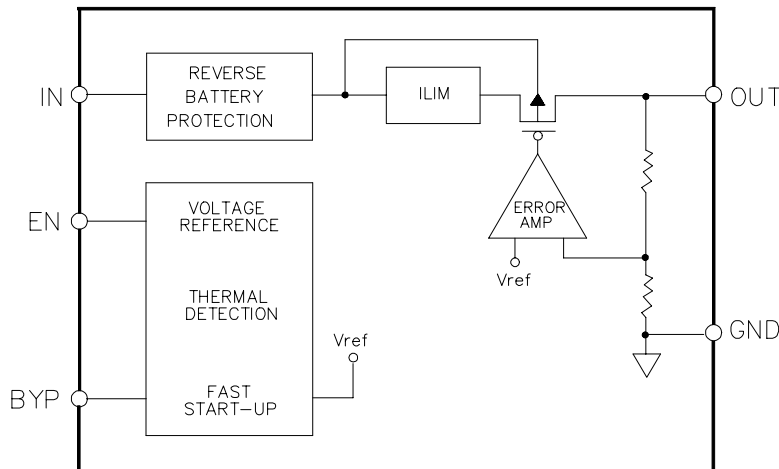 REVERSE
BATTERY
PROTECTION
ILIM
IN
OUT
ERROR
AMP
Vref
EN
VOLTAGE
REFERENCE
THERMAL
DETECTION
Vref
GND
BYP
FAST
START-UP